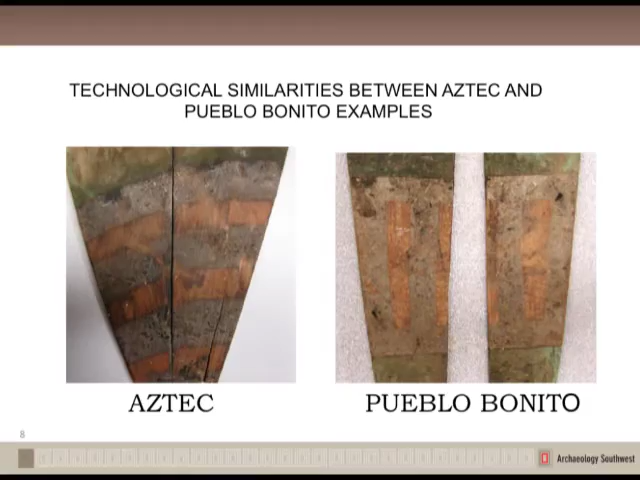 TECHNOLOGICAL SIMILARITIES BETWEEN AZTEC AND
PUEBLO BONITO EXAMPLES
AZTEC
PUEBLO BONITO
8
Archaeology Southwest